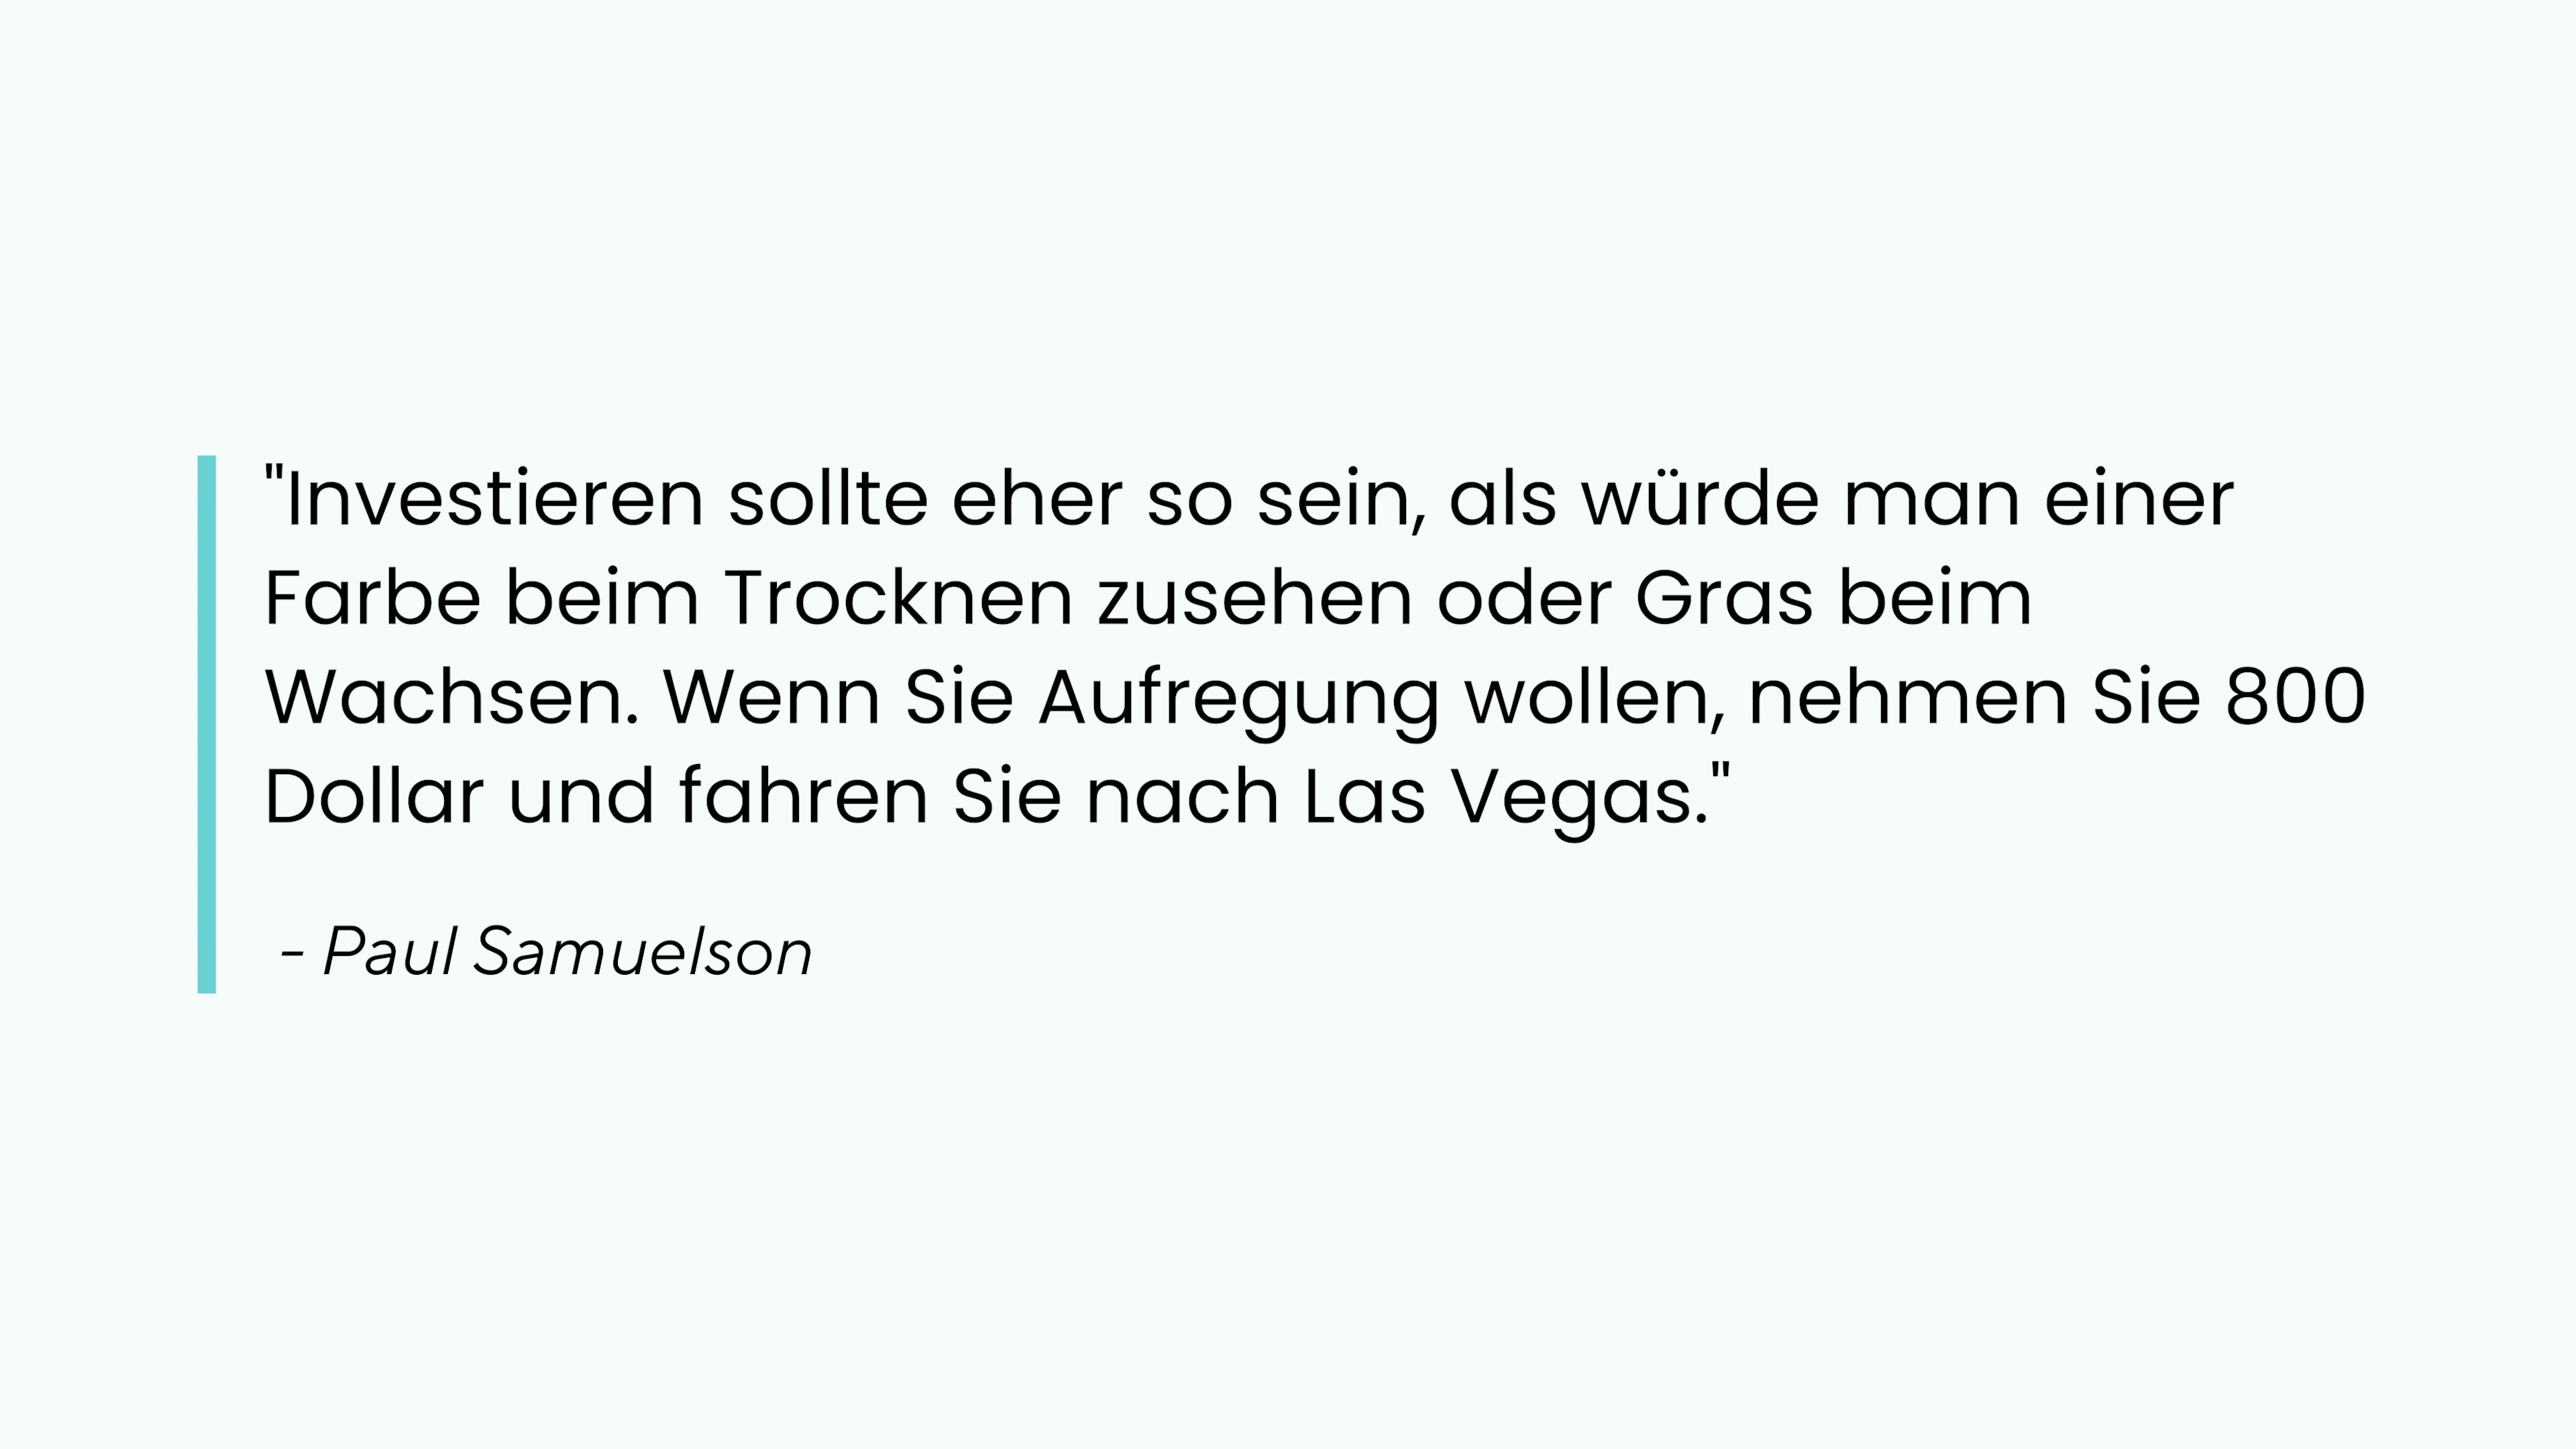 "Investieren sollte eher so sein, als würde man einer
Farbe beim Trocknen zusehen oder Gras beim
Wachsen. Wenn Sie Aufregung wollen, nehmen Sie 800
Dollar und fahren Sie nach Las Vegas."
- Paul Samuelson